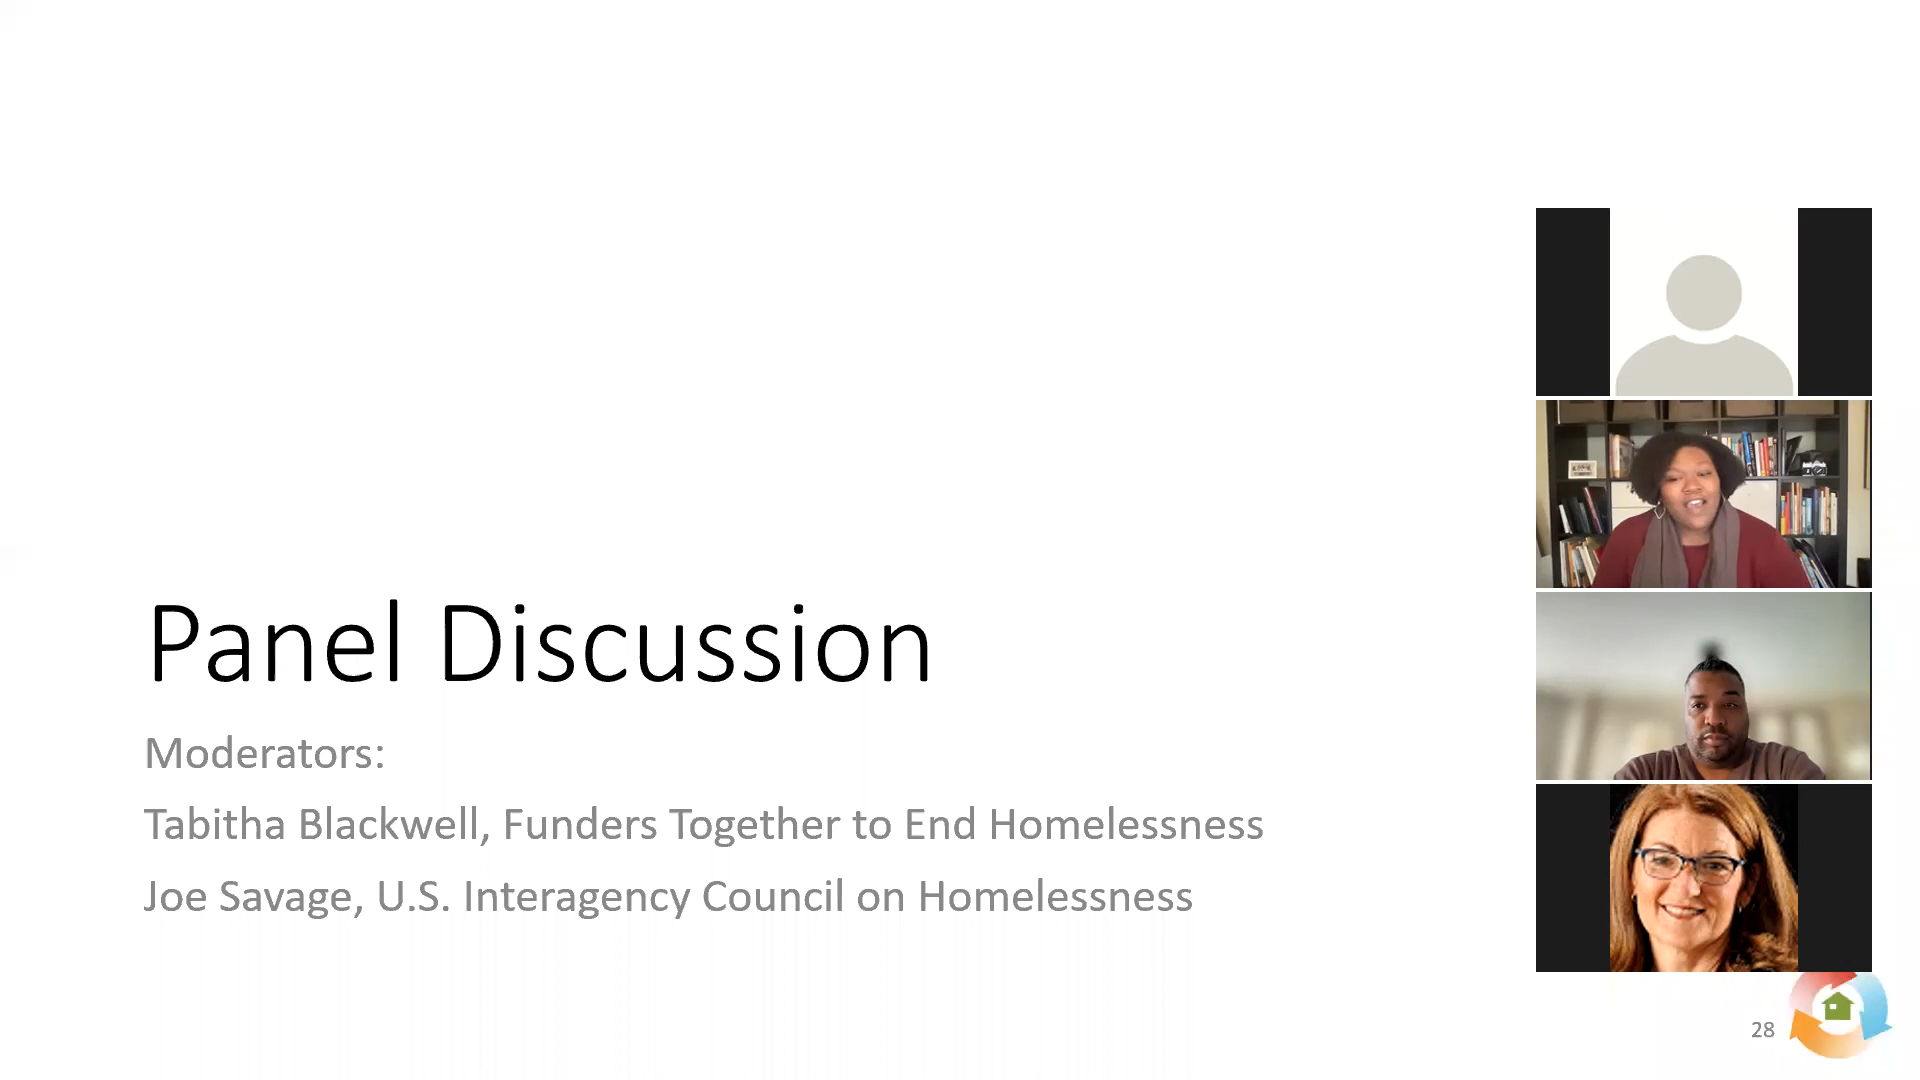 Panel Discussion
Moderators:
Tabitha Blackwell, Funders Together to End Homelessness
Joe Savage, U.S. Interagency Council on Homelessness
28